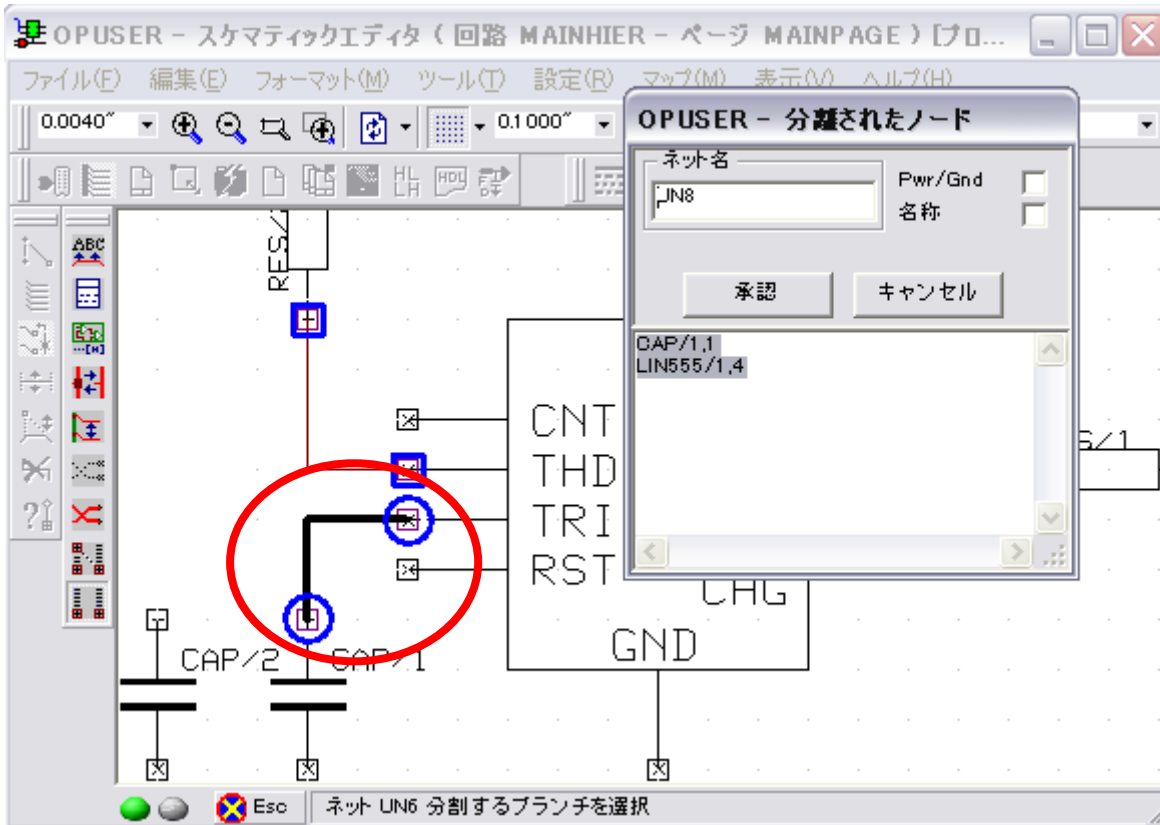 OPUSER - スケマティックエディタ ( 回路 MAINHIER - ページ MAINPAGE ) [プロ...
ファイル(F) 編集(E) フォーマット(M) ツール(T) 設定(R) マップ(M) 表示(V) ヘルプ(H)
0.0040" 0.1000"
HL
LH
HDY
ABC
OPUSER - 分離されたノード
ネット名
UN8
Pwr/Gnd
名称
承認 キャンセル
CAP/1,1
LIN555/1,4
RES/
CNT
THD
TRI
RST
CHG
GND
S/1
CAP/2
CAP/1
Esc ネット UN6 分割するブランチを選択